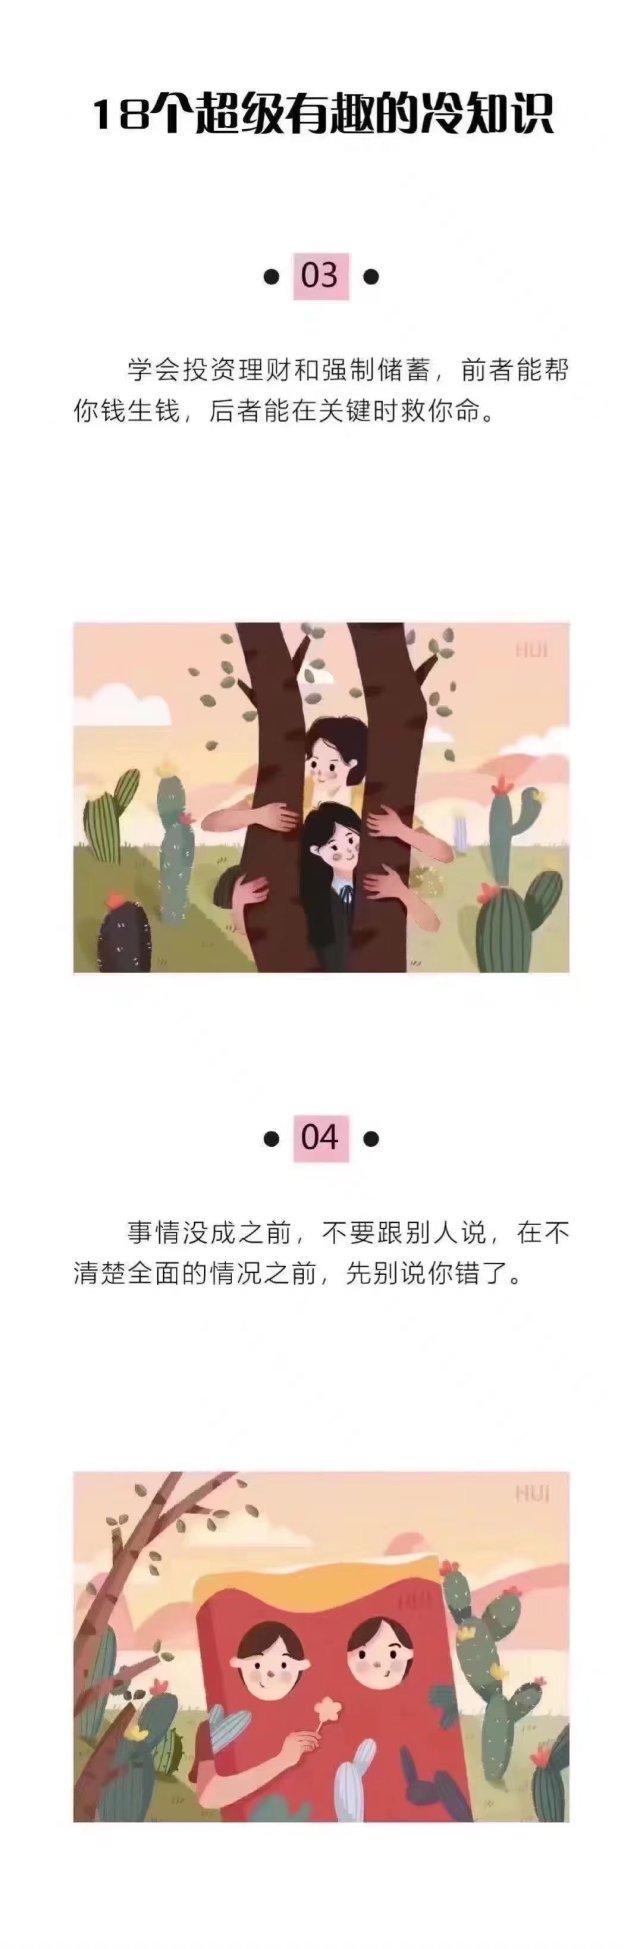 18个超级有趣的冷知识
03
学会投资理财和强制储蓄，前者能帮
你钱生钱，后者能在关键时救你命。
HUI
04
事情没成之前，不要跟别人说，在不
清楚全面的情况之前，先别说你错了。
HUI
HUI